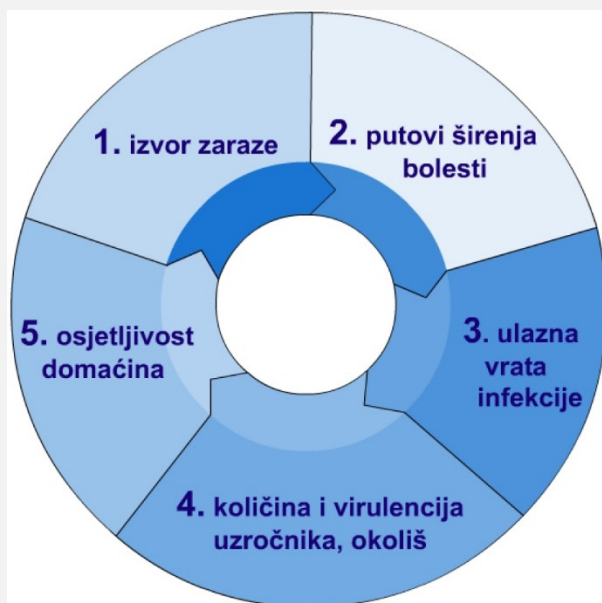 1. izvor zaraze
2. putovi širenja
bolesti
3. ulazna
vrata
infekcije
4. količina i virulencija
uzročnika, okoliš
5. osjetljivost
domaćina